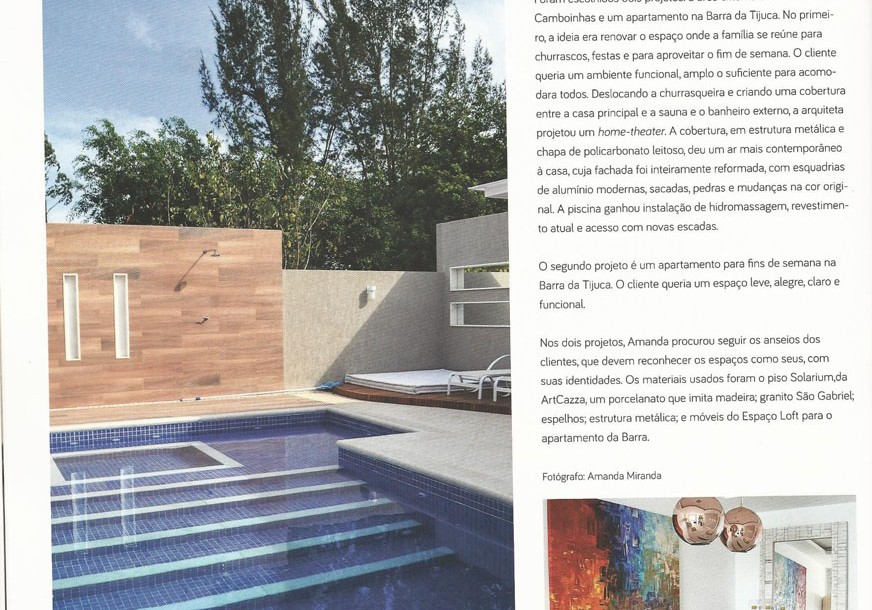 Camboinhas e um apartamento na Barra da Tijuca. No primei-
ro, a ideia era renovar o espaço onde a família se reúne para
churrascos, festas e para aproveitar o fim de semana. O cliente
queria um ambiente funcional, amplo o suficiente para acomo-
dara todos. Deslocando a churrasqueira e criando uma cobertura
entre a casa principal e a sauna e o banheiro externo, a arquiteta
projetou um home-theater. A cobertura, em estrutura metálica e
chapa de policarbonato leitoso, deu um ar mais contemporâneo
à casa, cuja fachada foi inteiramente reformada, com esquadrias
de alumínio modernas, sacadas, pedras e mudanças na cor origi-
nal. A piscina ganhou instalação de hidromassagem, revestimen-
to atual e acesso com novas escadas.
O segundo projeto é um apartamento para fins de semana na
Barra da Tijuca. O cliente queria um espaço leve, alegre, claro e
funcional.
Nos dois projetos, Amanda procurou seguir os anseios dos
clientes, que devem reconhecer os espaços como seus, com
suas identidades. Os materiais usados foram o piso Solarium,da
ArtCazza, um porcelanato que imita madeira; granito São Gabriel;
espelhos; estrutura metálica; e móveis do Espaço Loft para o
apartamento da Barra.
Fotógrafo: Amanda Miranda